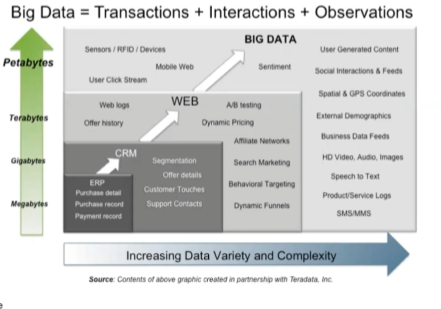 Big Data = Transactions + Interactions + Observations
BIG DATA
Petabytes
Sensors / RFID / Devices
Mobile Web
User Click Stream
Sentiment
User Generated Content
Social Interactions & Feeds
Spatial & GPS Coordinates
External Demographics
Business Data Feeds
HD Video, Audio, Images
Speech to Text
Product/Service Logs
SMS/MMS
Terabytes
WEB
Web logs
Offer history
A/B testing
Dynamic Pricing
Affiliate Networks
Search Marketing
Behavioral Targeting
Dynamic Funnels
Gigabytes
CRM
Segmentation
Offer details
Customer Touches
Support Contacts
Megabytes
ERP
Purchase detail
Purchase record
Payment record
Increasing Data Variety and Complexity
Source: Contents of above graphic created in partnership with Teradata, Inc.
e